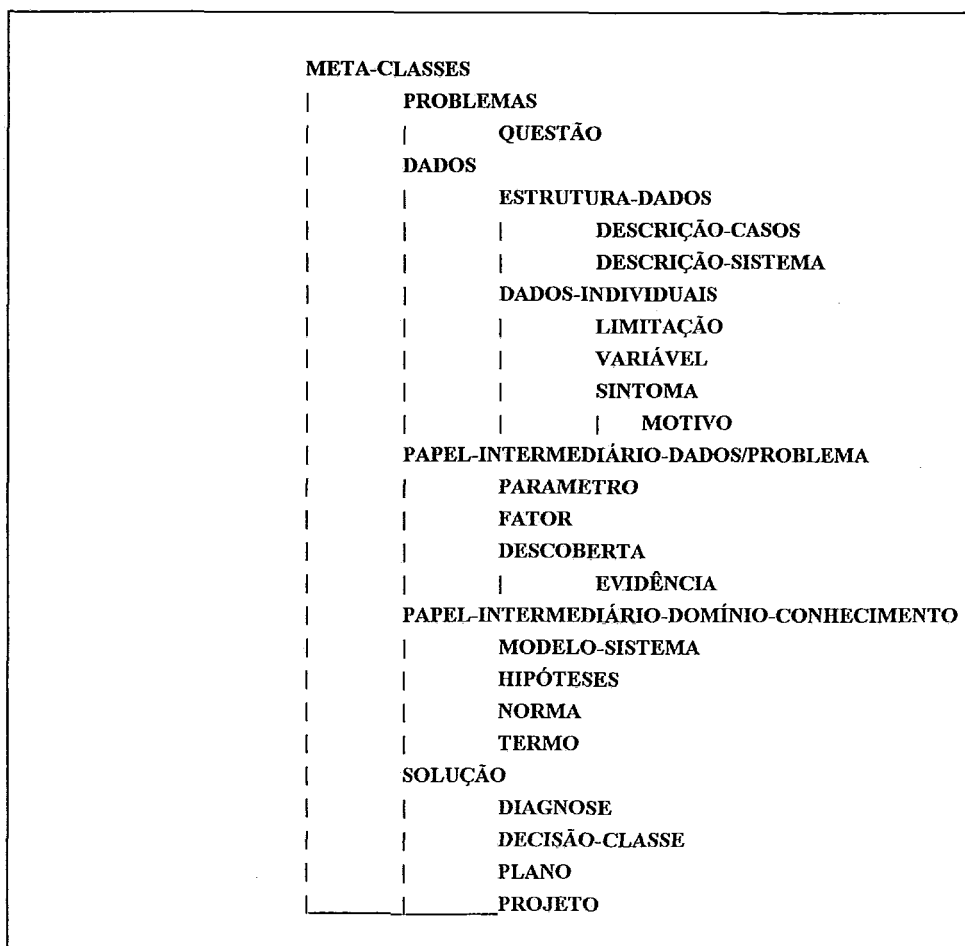 META-CLASSES
PROBLEMAS
QUESTÃO
DADOS
ESTRUTURA-DADOS
DESCRIÇÃO-CASOS
DESCRIÇÃO-SISTEMA
DADOS-INDIVIDUAIS
LIMITAÇÃO
VARIÁVEL
SINTOMA
MOTIVO
PAPEL-INTERMEDIÁRIO-DADOS/PROBLEMA
PARAMETRO
FATOR
DESCOBERTA
EVIDÊNCIA
PAPEL-INTERMEDIÁRIO-DOMÍNIO-CONHECIMENTO
MODELO-SISTEMA
HIPÓTESES
NORMA
TERMO
SOLUÇÃO
DIAGNOSE
DECISÃO-CLASSE
PLANO
PROJETO